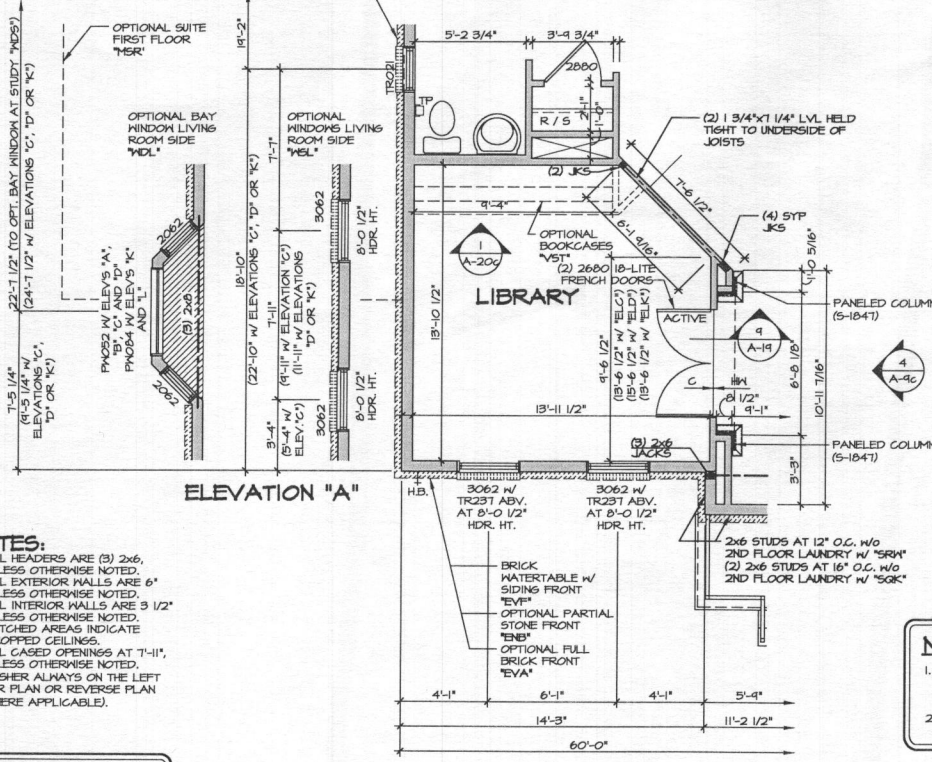 OPTIONAL SUITE
FIRST FLOOR
"MSR"
22'-7 1/2" (TO OPT. BAY WINDOW AT STUDY "WDS")
(24'-7 1/2" W/ ELEVATIONS "C", "D" OR "K")
7'-5 1/4"
(9'-5 1/4" W/
ELEVATIONS "C",
"D" OR "K")
OPTIONAL BAY
WINDOW LIVING
ROOM SIDE
"WDL"
2062
(3) 2x8
2062
PW052 W/ ELEV'S "A",
"B", "C" AND "D"
PW084 W/ ELEV'S "K"
AND "L"
19'-2"
18'-10"
(22'-10" W/ ELEVATIONS "C", "D" OR "K")
OPTIONAL
WINDOWS LIVING
ROOM SIDE
"WSL"
7'-7"
7'-11"
(9'-11" W/ ELEVATION "C")
(11'-11" W/ ELEVATIONS
"D" OR "K")
3'-4"
(5'-4" W/
ELEV."C")
3062
8'-0 1/2"
HDR. HT.
3062
8'-0 1/2"
HDR. HT.
TR021
TP
5'-2 3/4"
3'-9 3/4"
2880
R / S
2'-1"
1'-0"
(2) 1 3/4"x7 1/4" LVL HELD
TIGHT TO UNDERSIDE OF
JOISTS
(2) JKS
7'-6 1/2"
9'-4"
6'-1 9/16"
(4) SYP
JKS
1'-0 5/16"
OPTIONAL
BOOKCASES
"VST"
1
A-20c
(2) 2680 18-LITE
FRENCH DOORS
LIBRARY
13'-10 1/2"
ACTIVE
PANELED COLUMN
(S-1847)
9
A-19
9'-6 1/2"
(13'-6 1/2" W/ "ELC")
(15'-6 1/2" W/ "ELD")
(13'-6 1/2" W/ "ELK")
6'-8 1/8"
10'-11 7/16"
4
A-9c
C
HW
8 1/2"
9'-1"
13'-11 1/2"
(3) 2x6
JACKS
PANELED COLUMN
(S-1847)
3'-3"
ELEVATION "A"
H.B.
3062 W/
TR237 ABV.
AT 8'-0 1/2"
HDR. HT.
3062 W/
TR237 ABV.
AT 8'-0 1/2"
HDR. HT.
2x6 STUDS AT 12" O.C. W/O
2ND FLOOR LAUNDRY W/ "SRW"
(2) 2x6 STUDS AT 16" O.C. W/O
2ND FLOOR LAUNDRY W/ "SGK"
TES:
L HEADERS ARE (3) 2x6,
LESS OTHERWISE NOTED.
L EXTERIOR WALLS ARE 6"
LESS OTHERWISE NOTED.
L INTERIOR WALLS ARE 3 1/2"
LESS OTHERWISE NOTED.
TCHED AREAS INDICATE
OPPED CEILINGS.
L CASED OPENINGS AT 7'-11",
LESS OTHERWISE NOTED.
SHER ALWAYS ON THE LEFT
R PLAN OR REVERSE PLAN
ERE APPLICABLE).
BRICK
WATERTABLE W/
SIDING FRONT
"EVF"
OPTIONAL PARTIAL
STONE FRONT
"ENB"
OPTIONAL FULL
BRICK FRONT
"EVA"
4'-1"
6'-1"
4'-1"
5'-9"
14'-3"
11'-2 1/2"
60'-0"
N
1.
2